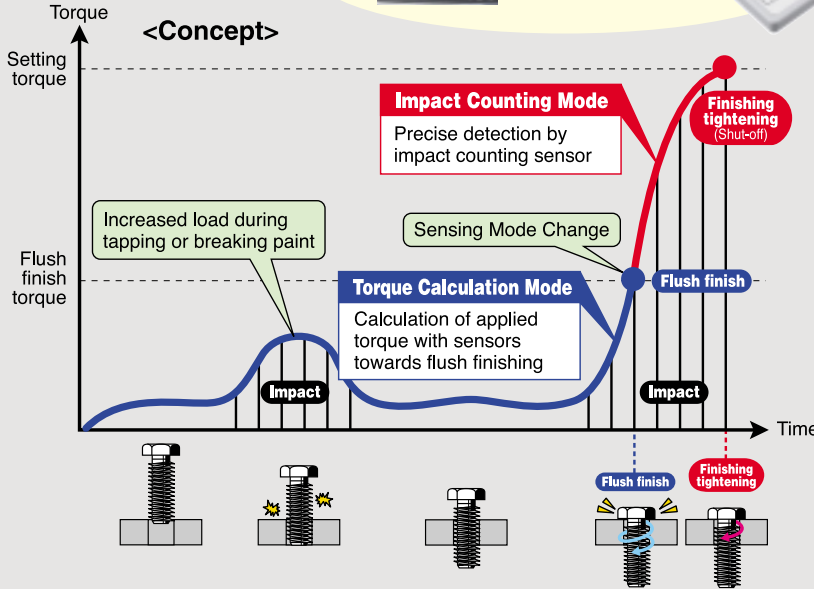 Torque
<Concept>
Setting
torque
Impact Counting Mode
Precise detection by
impact counting sensor
Finishing
tightening
(Shut-off)
Increased load during
tapping or breaking paint
Sensing Mode Change
Flush
finish
torque
Torque Calculation Mode
Calculation of applied
torque with sensors
towards flush finishing
Flush finish
Impact
Impact
Time
Flush finish
Finishing
tightening